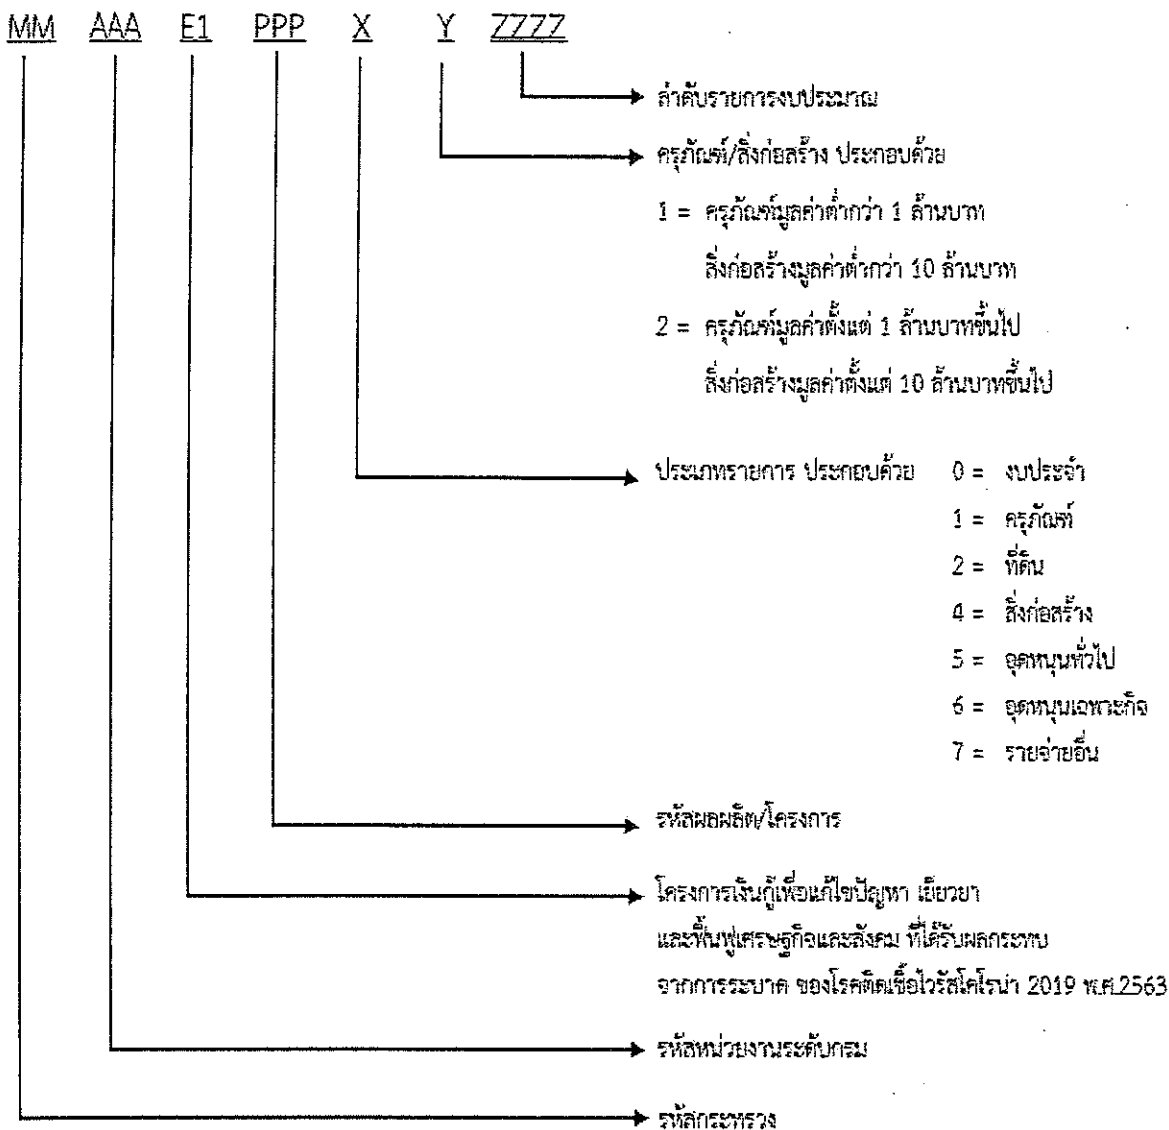 MM AAA E1 PPP X Y ZZZZ
ลำดับรายการงบประมาณ
ครุภัณฑ์/สิ่งก่อสร้าง ประกอบด้วย
1 = ครุภัณฑ์มูลค่าต่ำกว่า 1 ล้านบาท
สิ่งก่อสร้างมูลค่าต่ำกว่า 10 ล้านบาท
2 = ครุภัณฑ์มูลค่าตั้งแต่ 1 ล้านบาทขึ้นไป
สิ่งก่อสร้างมูลค่าตั้งแต่ 10 ล้านบาทขึ้นไป
ประเภทรายการ ประกอบด้วย 0 = งบประจำ
1 = ครุภัณฑ์
2 = ที่ดิน
4 = สิ่งก่อสร้าง
5 = อุดหนุนทั่วไป
6 = อุดหนุนเฉพาะกิจ
7 = รายจ่ายอื่น
รหัสผลผลิต/โครงการ
โครงการเงินกู้เพื่อแก้ไขปัญหา เยียวยา
และฟื้นฟูเศรษฐกิจและสังคม ที่ได้รับผลกระทบ
จากการระบาด ของโรคติดเชื้อไวรัสโคโรน่า 2019 พ.ศ.2563
รหัสหน่วยงานระดับกรม
รหัสกระทรวง